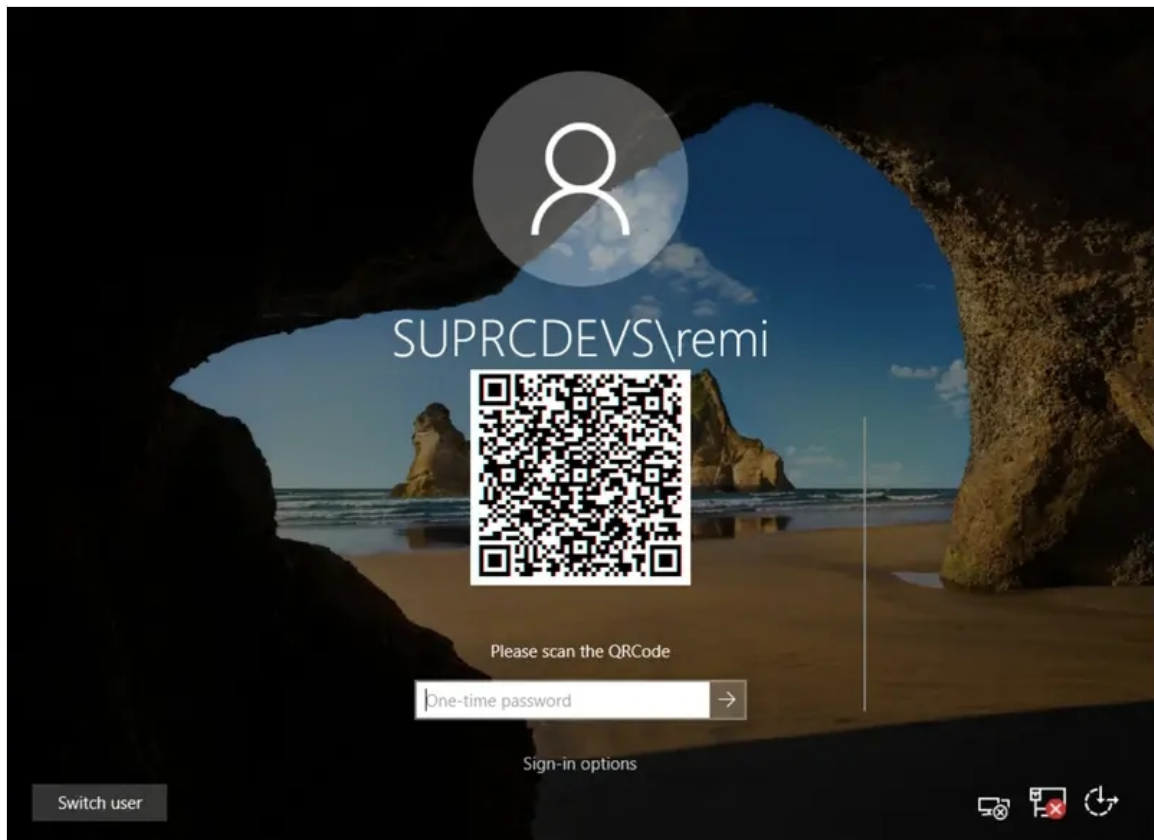 SUPRCDEVS\remi
Please scan the QRCode
One-time password
Sign-in options
Switch user